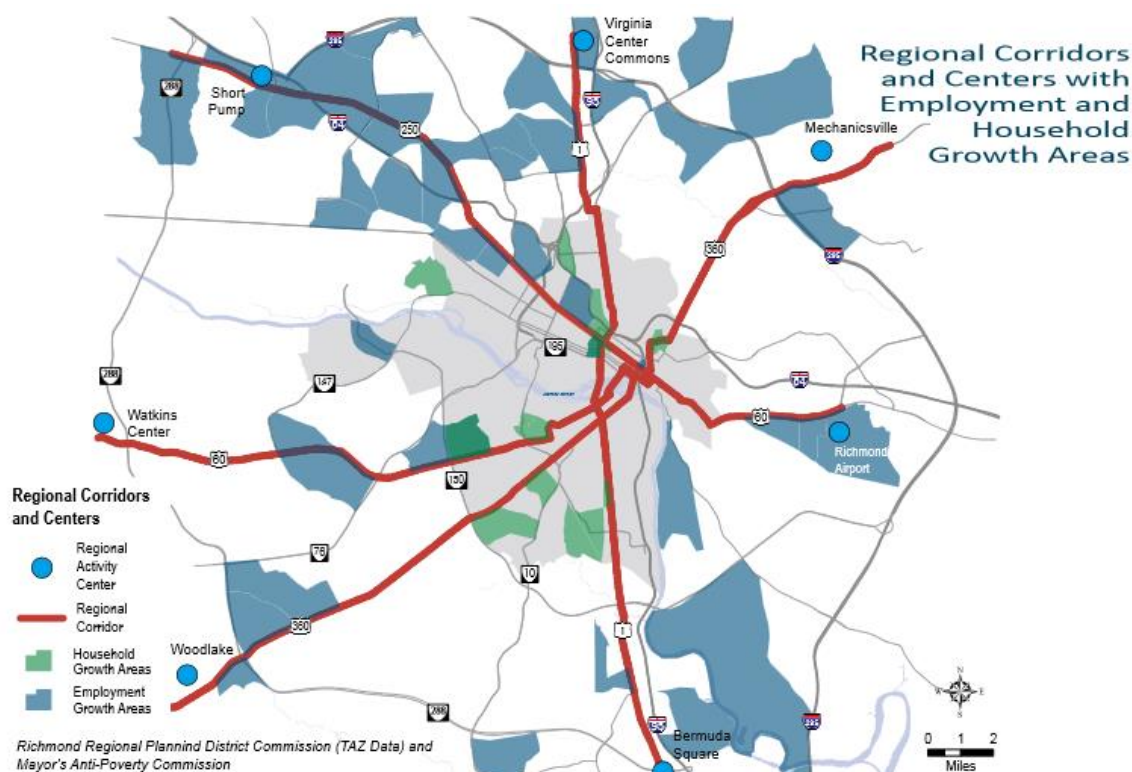 Regional Corridors
and Centers with
Employment and
Household
Growth Areas
Virginia
Center
Commons
295
288
Short
Pump
64
95
250
1
Mechanicsville
360
295
195
147
288
64
Watkins
Center
60
60
Richmond
Airport
150
76
10
360
1
Woodlake
288
95
295
Bermuda
Square
Regional Corridors
and Centers
Regional
Activity
Center
Regional
Corridor
Household
Growth Areas
Employment
Growth Areas
Richmond Regional Plannind District Commission (TAZ Data) and
Mayor's Anti-Poverty Commission
N
W E
S
0 1 2
Miles